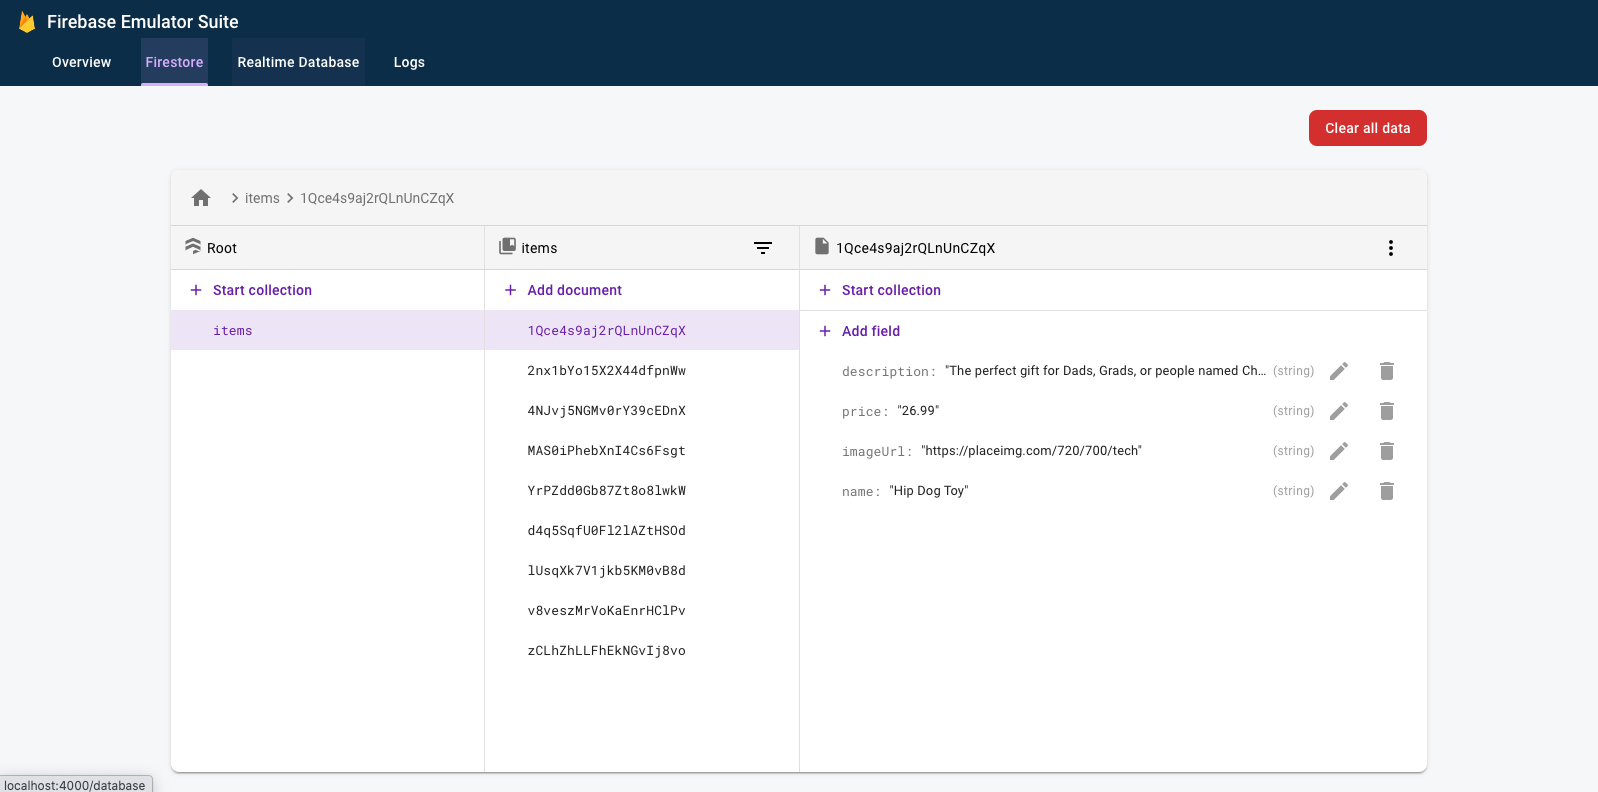 Firebase Emulator Suite
Overview Firestore Realtime Database Logs
Clear all data
items 1Qce4s9aj2rQLnUnCZqX
Root items 1Qce4s9aj2rQLnUnCZqX
+ Start collection + Add document + Start collection
items 1Qce4s9aj2rQLnUnCZqX + Add field
2nx1bYo15X2X44dfpnWw description: "The perfect gift for Dads, Grads, or people named Ch... (string)
4NJvj5NGMv0rY39cEDnX price: "26.99" (string)
MAS0iPhebXnI4Cs6Fsgt imageUrl: "https://placeimg.com/720/700/tech" (string)
YrPZdd0Gb87Zt8o8lwkW name: "Hip Dog Toy" (string)
d4q5SqfU0Fl2lAZtHSOd
lUsqXk7V1jkb5KM0vB8d
v8veszMrVoKaEnrHClPv
zCLhZhLLFhEkNGvIj8vo
localhost:4000/database